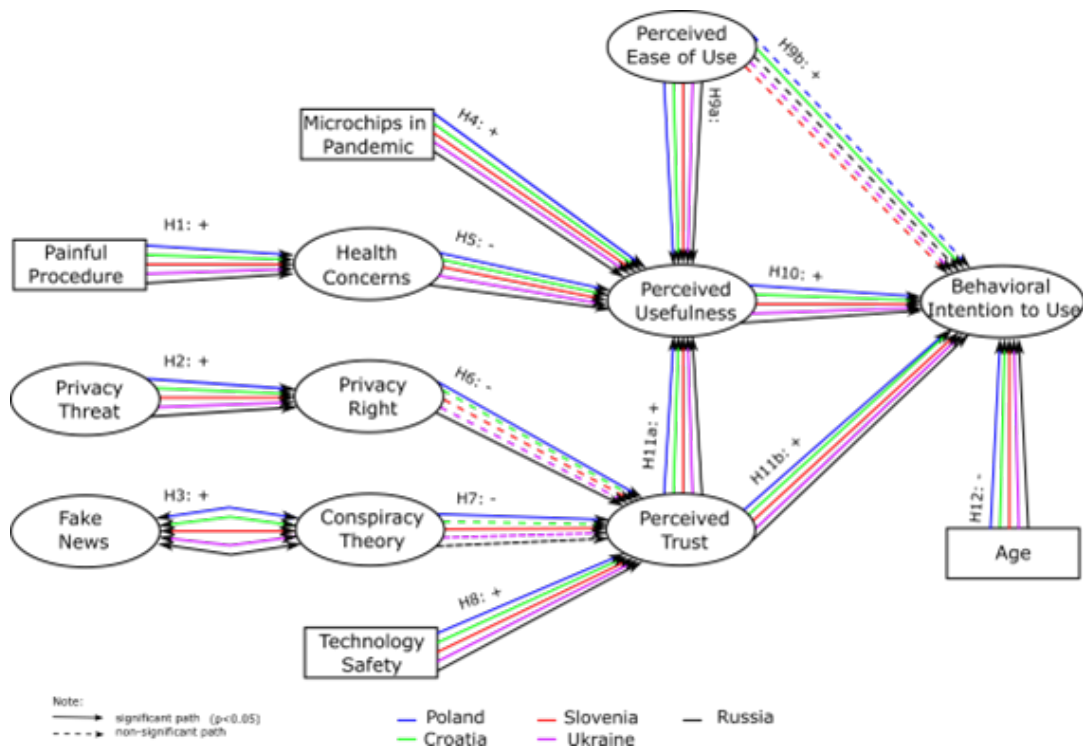 Perceived
Ease of Use
H9b: +
H9a:
Microchips in
Pandemic
H4: +
H1: +
Painful
Procedure
Health
Concerns
H5: -
Perceived
Usefulness
H10: +
Behavioral
Intention to Use
H2: +
Privacy
Threat
Privacy
Right
H6: -
H11a: +
H11b: +
H3: +
Fake
News
Conspiracy
Theory
H7: -
Perceived
Trust
H12: -
Age
H8: +
Technology
Safety
Note:
significant path (p<0.05)
non-significant path
Poland
Slovenia
Russia
Croatia
Ukraine